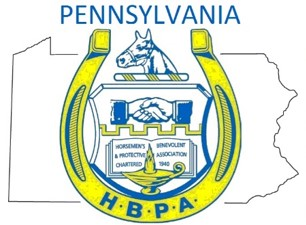 PENNSYLVANIA
HORSEMEN'S BENEVOLENT
& PROTECTIVE ASSOCIATION
CHARTERED 1940
H·B·P·A·